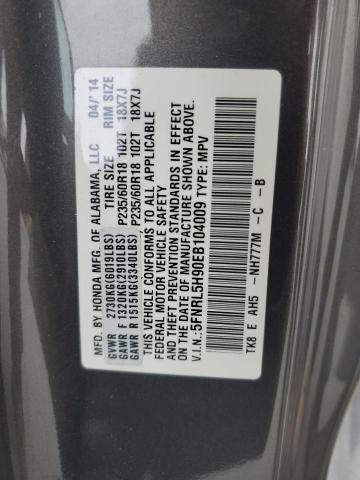 MFD. BY HONDA MFG. OF ALABAMA, LLC 04/'14
TIRE SIZE RIM SIZE
GVWR 2730KG(6019LBS)
GAWR F 1320KG(2910LBS) P235/60R18 102T 18X7J
GAWR R 1515KG(3340LBS) P235/60R18 102T 18X7J
THIS VEHICLE CONFORMS TO ALL APPLICABLE
FEDERAL MOTOR VEHICLE SAFETY
AND THEFT PREVENTION STANDARDS IN EFFECT
ON THE DATE OF MANUFACTURE SHOWN ABOVE.
V.I.N.:5FNRL5H90EB104009 TYPE: MPV
TK8 E AH5 -NH777M -C -B